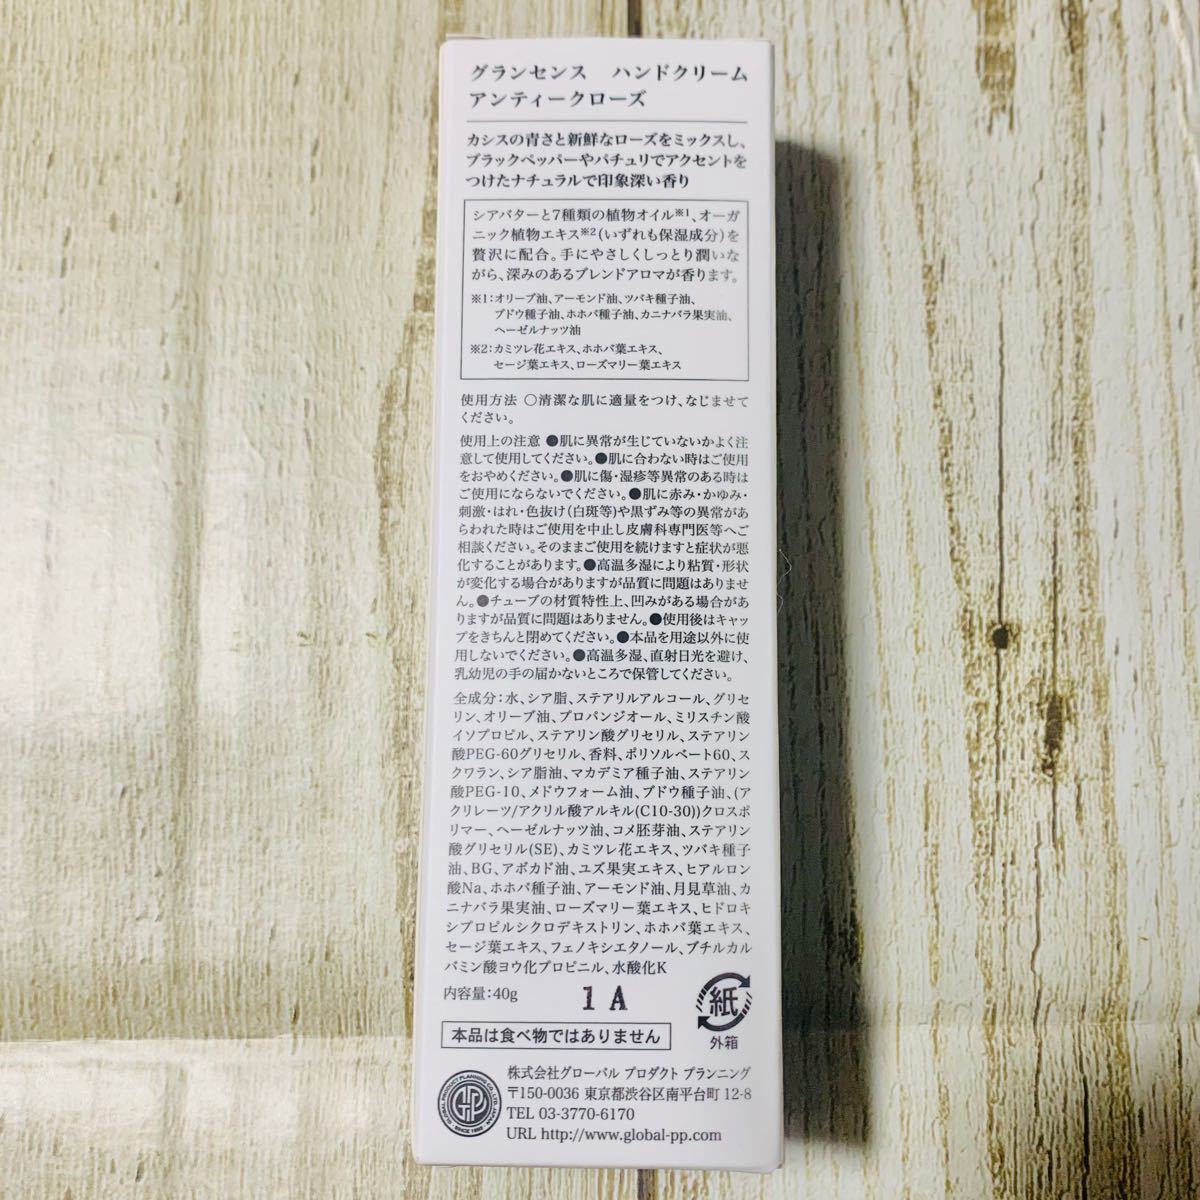 グランセンス　ハンドクリーム
アンティークローズ
カシスの青さと新鮮なローズをミックスし、
ブラックペッパーやパチュリでアクセントを
つけたナチュラルで印象深い香り
シアバターと7種類の植物オイル※1、オーガ
ニック植物エキス※2(いずれも保湿成分)を
贅沢に配合。手にやさしくしっとり潤いな
がら、深みのあるブレンドアロマが香ります。
※1:オリーブ油、アーモンド油、ツバキ種子油、
ブドウ種子油、ホホバ種子油、カニナバラ果実油、
ヘーゼルナッツ油
※2:カミツレ花エキス、ホホバ葉エキス、
セージ葉エキス、ローズマリー葉エキス
使用方法 ○清潔な肌に適量をつけ、なじませて
ください。
使用上の注意 ●肌に異常が生じていないかよく注
意して使用してください。●肌に合わない時はご使用
をおやめください。●肌に傷・湿疹等異常のある時は
ご使用にならないでください。●肌に赤み・かゆみ・
刺激・はれ・色抜け(白斑等)や黒ずみ等の異常があ
らわれた時はご使用を中止し皮膚科専門医等へご
相談ください。そのままご使用を続けますと症状が悪
化することがあります。●高温多湿により粘質・形状
が変化する場合がありますが品質に問題はありませ
ん。●チューブの材質特性上、凹みがある場合があ
りますが品質に問題はありません。●使用後はキャッ
プをきちんと閉めてください。●本品を用途以外に使
用しないでください。●高温多湿、直射日光を避け、
乳幼児の手の届かないところで保管してください。
全成分:水、シア脂、ステアリルアルコール、グリセ
リン、オリーブ油、プロパンジオール、ミリスチン酸
イソプロピル、ステアリン酸グリセリル、ステアリン
酸PEG-60グリセリル、香料、ポリソルベート60、ス
クワラン、シア脂油、マカデミア種子油、ステアリン
酸PEG-10、メドウフォーム油、ブドウ種子油、(ア
クリレーツ/アクリル酸アルキル(C10-30))クロスポ
リマー、ヘーゼルナッツ油、コメ胚芽油、ステアリン
酸グリセリル(SE)、カミツレ花エキス、ツバキ種子
油、BG、アボカド油、ユズ果実エキス、ヒアルロン
酸Na、ホホバ種子油、アーモンド油、月見草油、カ
ニナバラ果実油、ローズマリー葉エキス、ヒドロキ
シプロピルシクロデキストリン、ホホバ葉エキス、
セージ葉エキス、フェノキシエタノール、ブチルカル
バミン酸ヨウ化プロピニル、水酸化K
内容量:40g
1 A
紙
外箱
本品は食べ物ではありません
株式会社グローバル プロダクト プランニング
〒150-0036 東京都渋谷区南平台町 12-8
TEL 03-3770-6170
URL http://www.global-pp.com